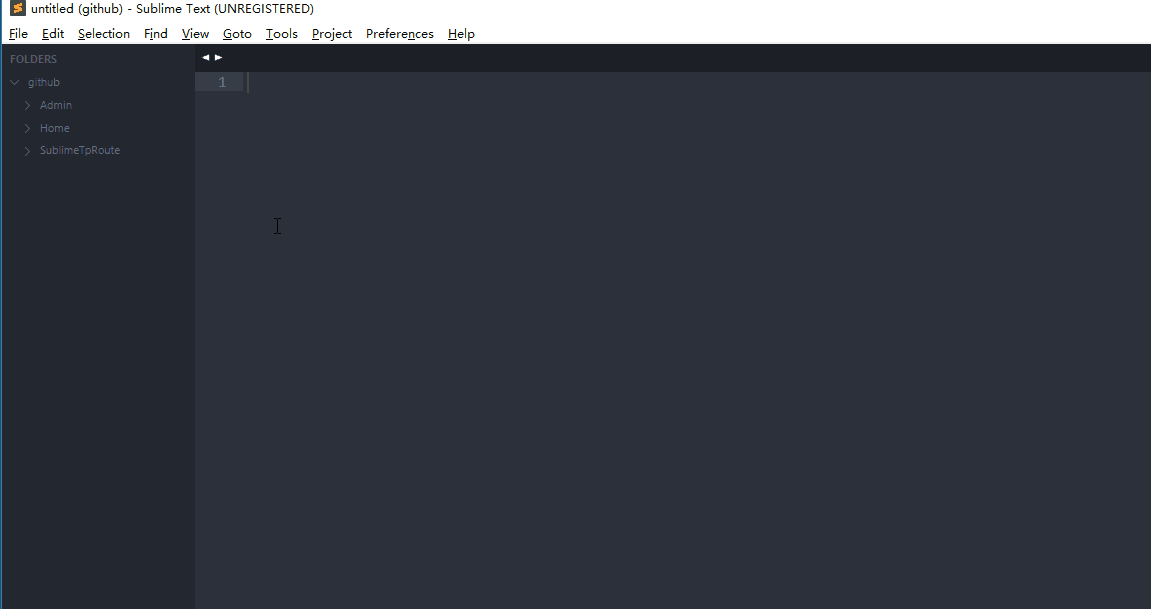 untitled (github) - Sublime Text (UNREGISTERED)
File Edit Selection Find View Goto Tools Project Preferences Help
FOLDERS
github
Admin
Home
SublimeTpRoute
1